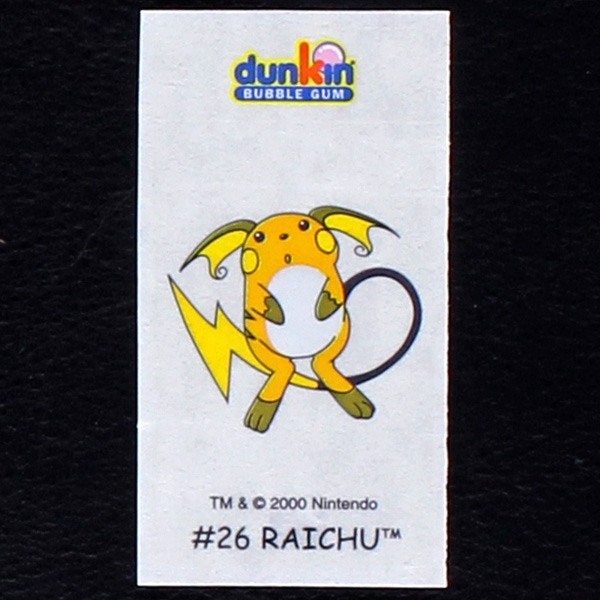 dunkin
BUBBLE GUM
TM & © 2000 Nintendo
#26 RAICHU™